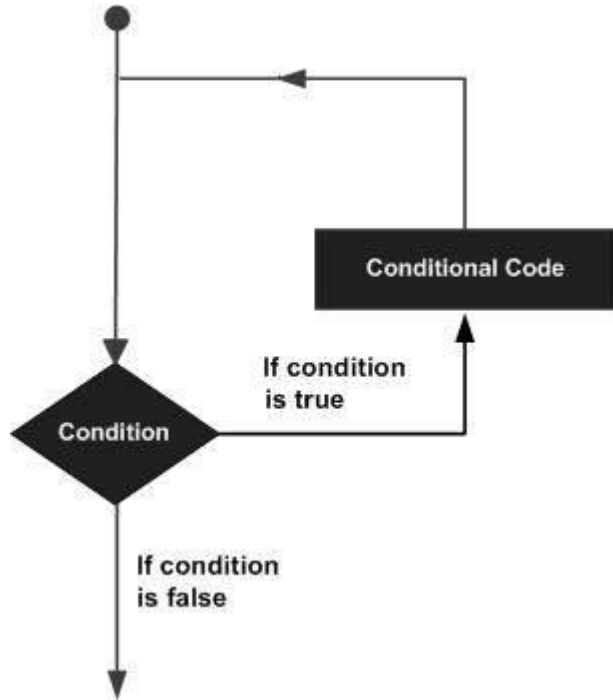 Conditional Code
If condition
is true
Condition
If condition
is false